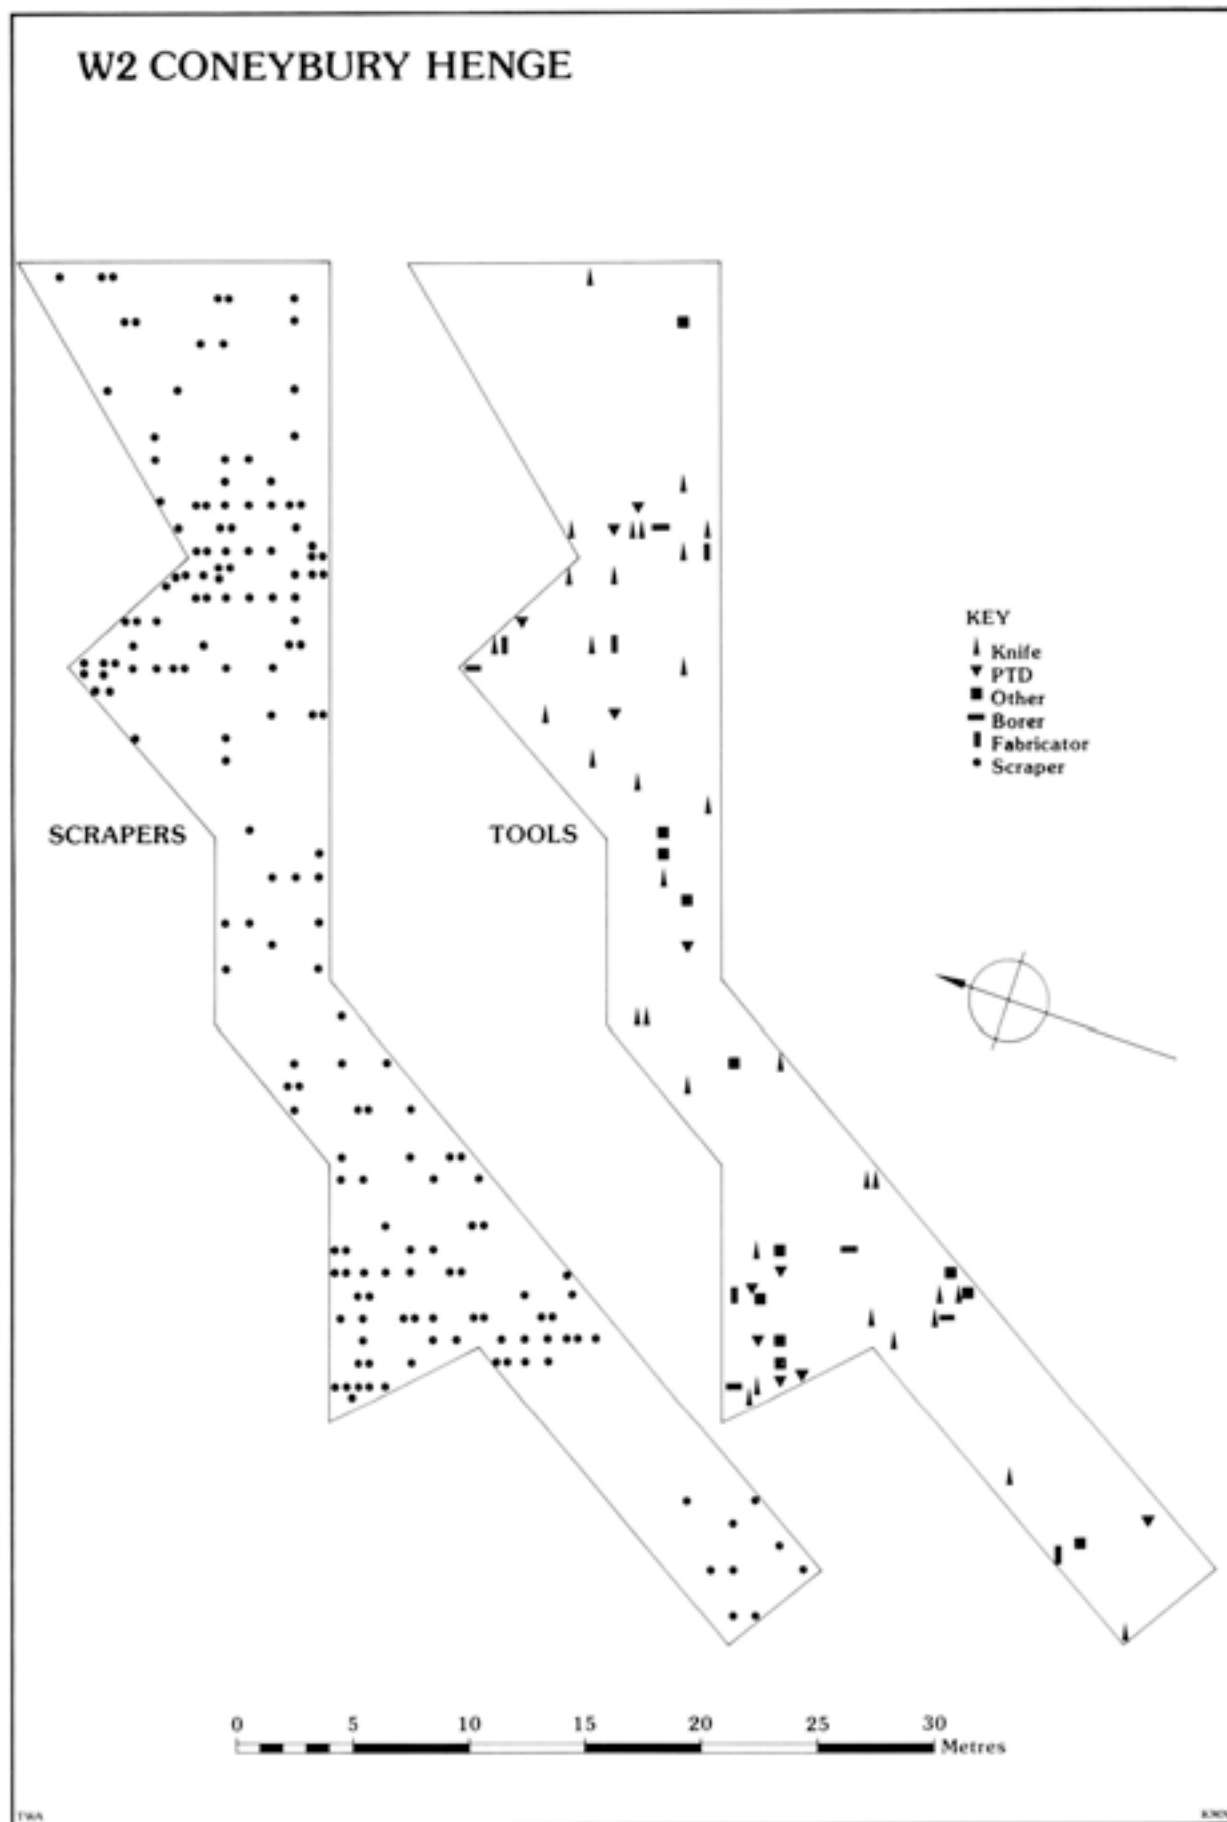 W2 CONEYBURY HENGE
KEY
Knife
PTD
Other
Borer
Fabricator
Scraper
SCRAPERS
TOOLS
0 5 10 15 20 25 30
Metres
TWA